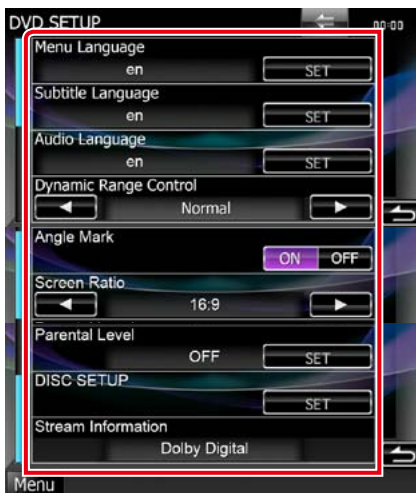 DVD SETUP 00:00
Menu Language
en SET
Subtitle Language
en SET
Audio Language
en SET
Dynamic Range Control
Normal
Angle Mark
ON OFF
Screen Ratio
16:9
Parental Level
OFF SET
DISC SETUP
SET
Stream Information
Dolby Digital
Menu